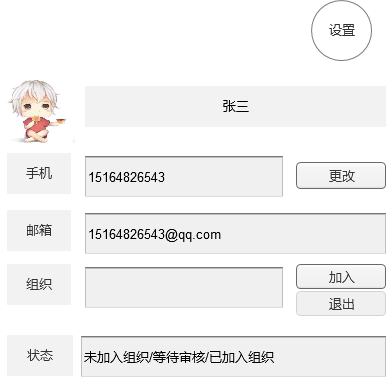 设置
张三
手机 15164826543 更改
邮箱 15164826543@qq.com
组织 加入
退出
状态 未加入组织/等待审核/已加入组织